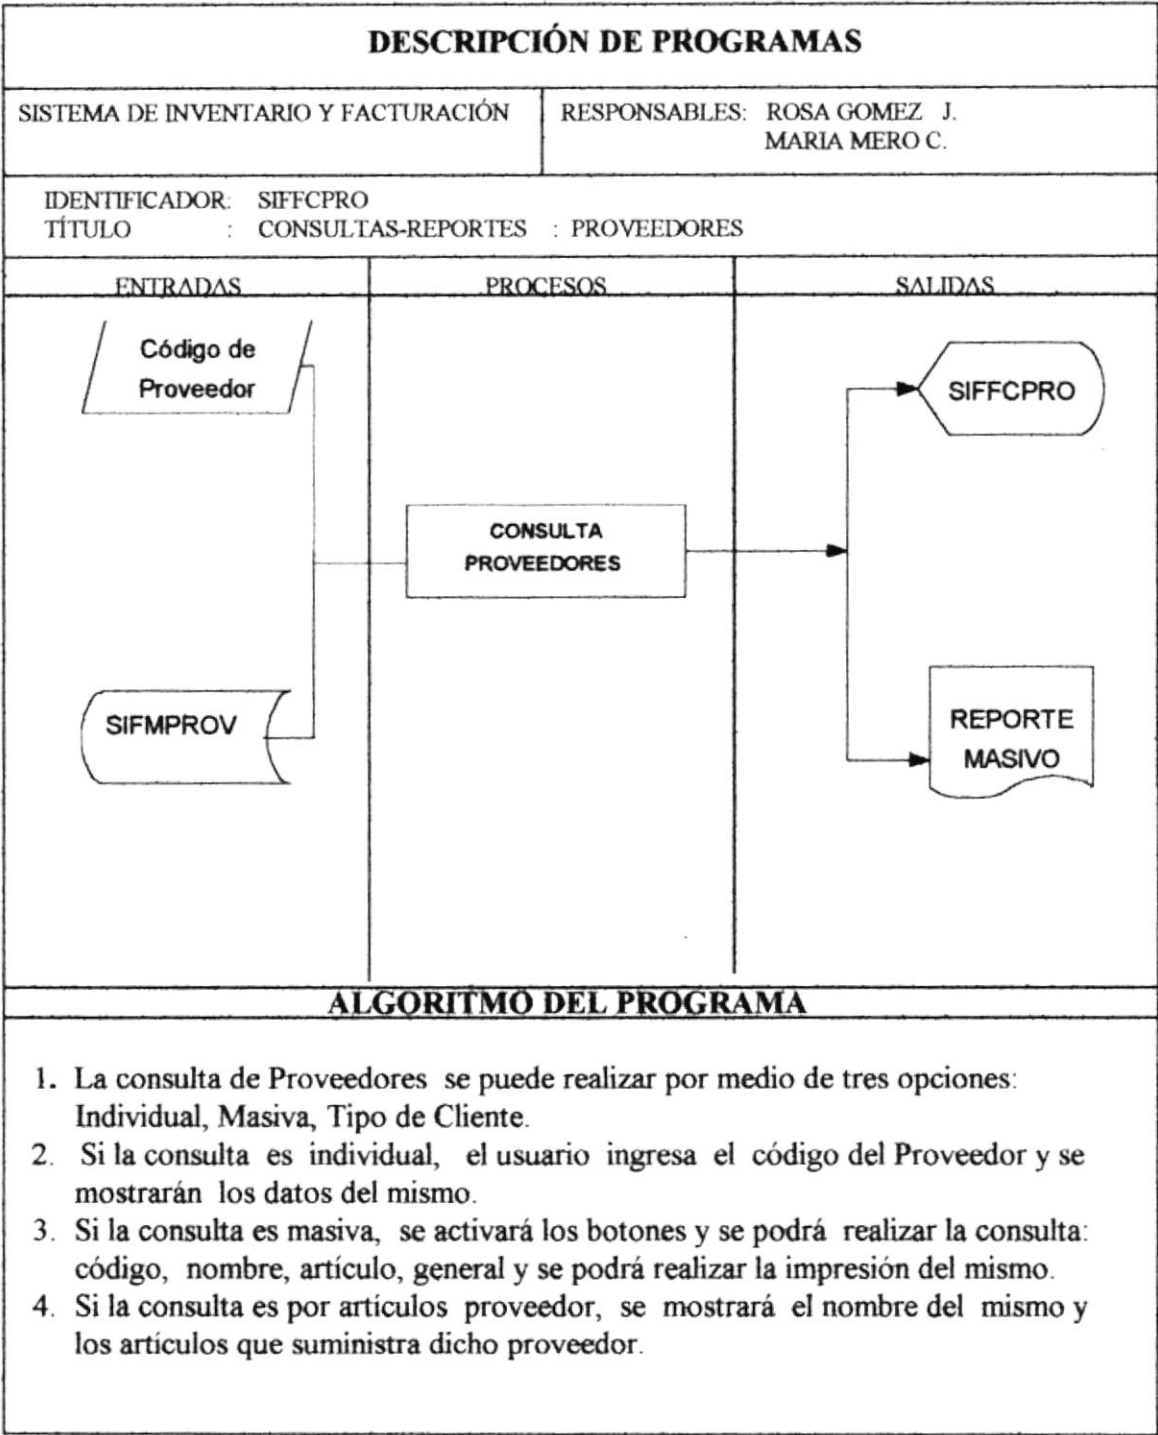 DESCRIPCIÓN DE PROGRAMAS
SISTEMA DE INVENTARIO Y FACTURACIÓN
RESPONSABLES: ROSA GOMEZ J.
MARIA MERO C.
IDENTIFICADOR: SIFFCPRO
TÍTULO : CONSULTAS-REPORTES : PROVEEDORES
ENTRADAS
PROCESOS
SALIDAS
Código de
Proveedor
SIFFCPRO
CONSULTA
PROVEEDORES
SIFMPROV
REPORTE
MASIVO
ALGORITMO DEL PROGRAMA
1. La consulta de Proveedores se puede realizar por medio de tres opciones:
Individual, Masiva, Tipo de Cliente.
2. Si la consulta es individual, el usuario ingresa el código del Proveedor y se
mostrarán los datos del mismo.
3. Si la consulta es masiva, se activará los botones y se podrá realizar la consulta:
código, nombre, artículo, general y se podrá realizar la impresión del mismo.
4. Si la consulta es por artículos proveedor, se mostrará el nombre del mismo y
los artículos que suministra dicho proveedor.